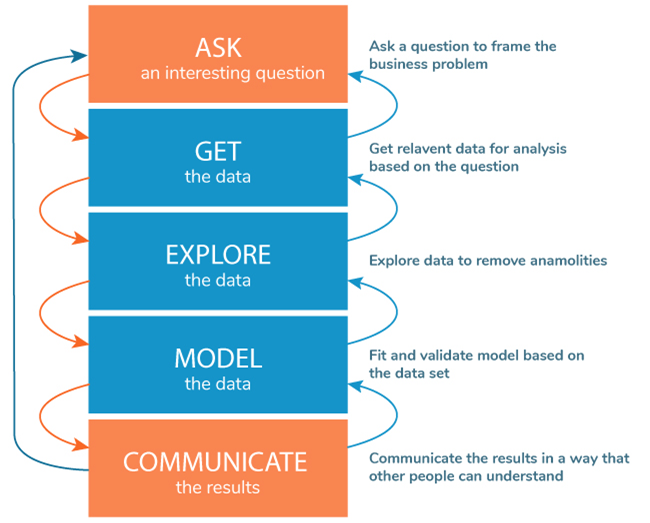 ASK
an interesting question
Ask a question to frame the
business problem
GET
the data
Get relavent data for analysis
based on the question
EXPLORE
the data
Explore data to remove anamolities
MODEL
the data
Fit and validate model based on
the data set
COMMUNICATE
the results
Communicate the results in a way that
other people can understand